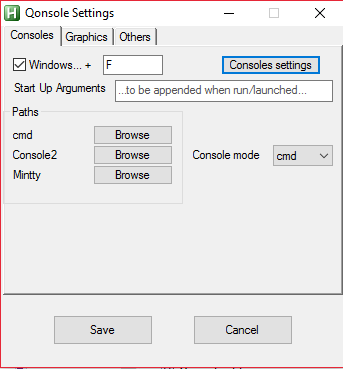 H Qonsole Settings
Consoles Graphics Others
Windows... + F Consoles settings
Start Up Arguments ...to be appended when run/launched...
Paths
cmd Browse
Console2 Browse Console mode cmd
Mintty Browse
Save Cancel